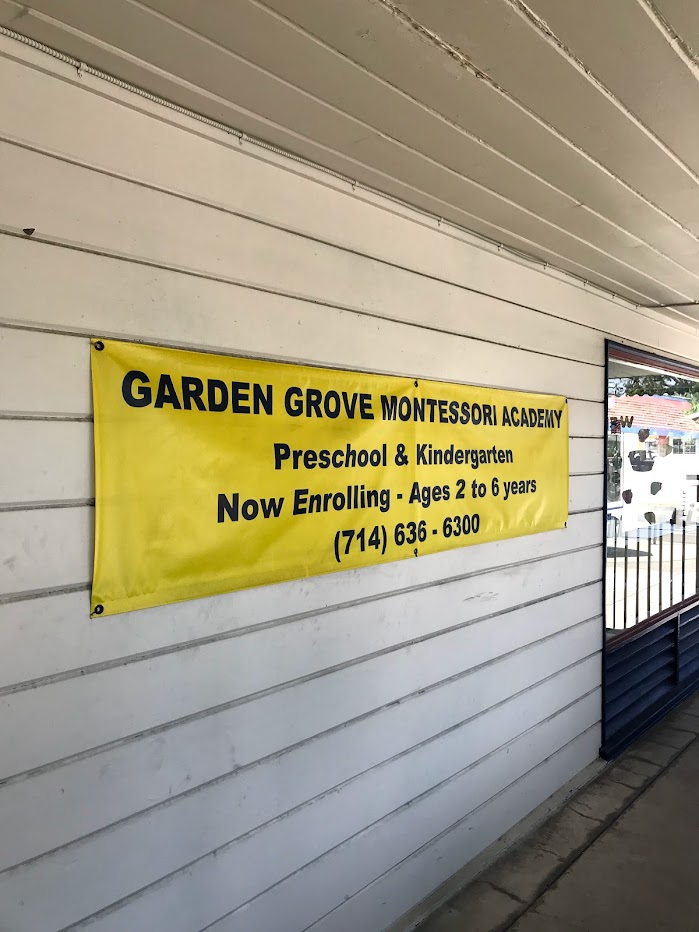 GARDEN GROVE MONTESSORI ACADEMY
Preschool & Kindergarten
Now Enrolling - Ages 2 to 6 years
(714) 636 - 6300